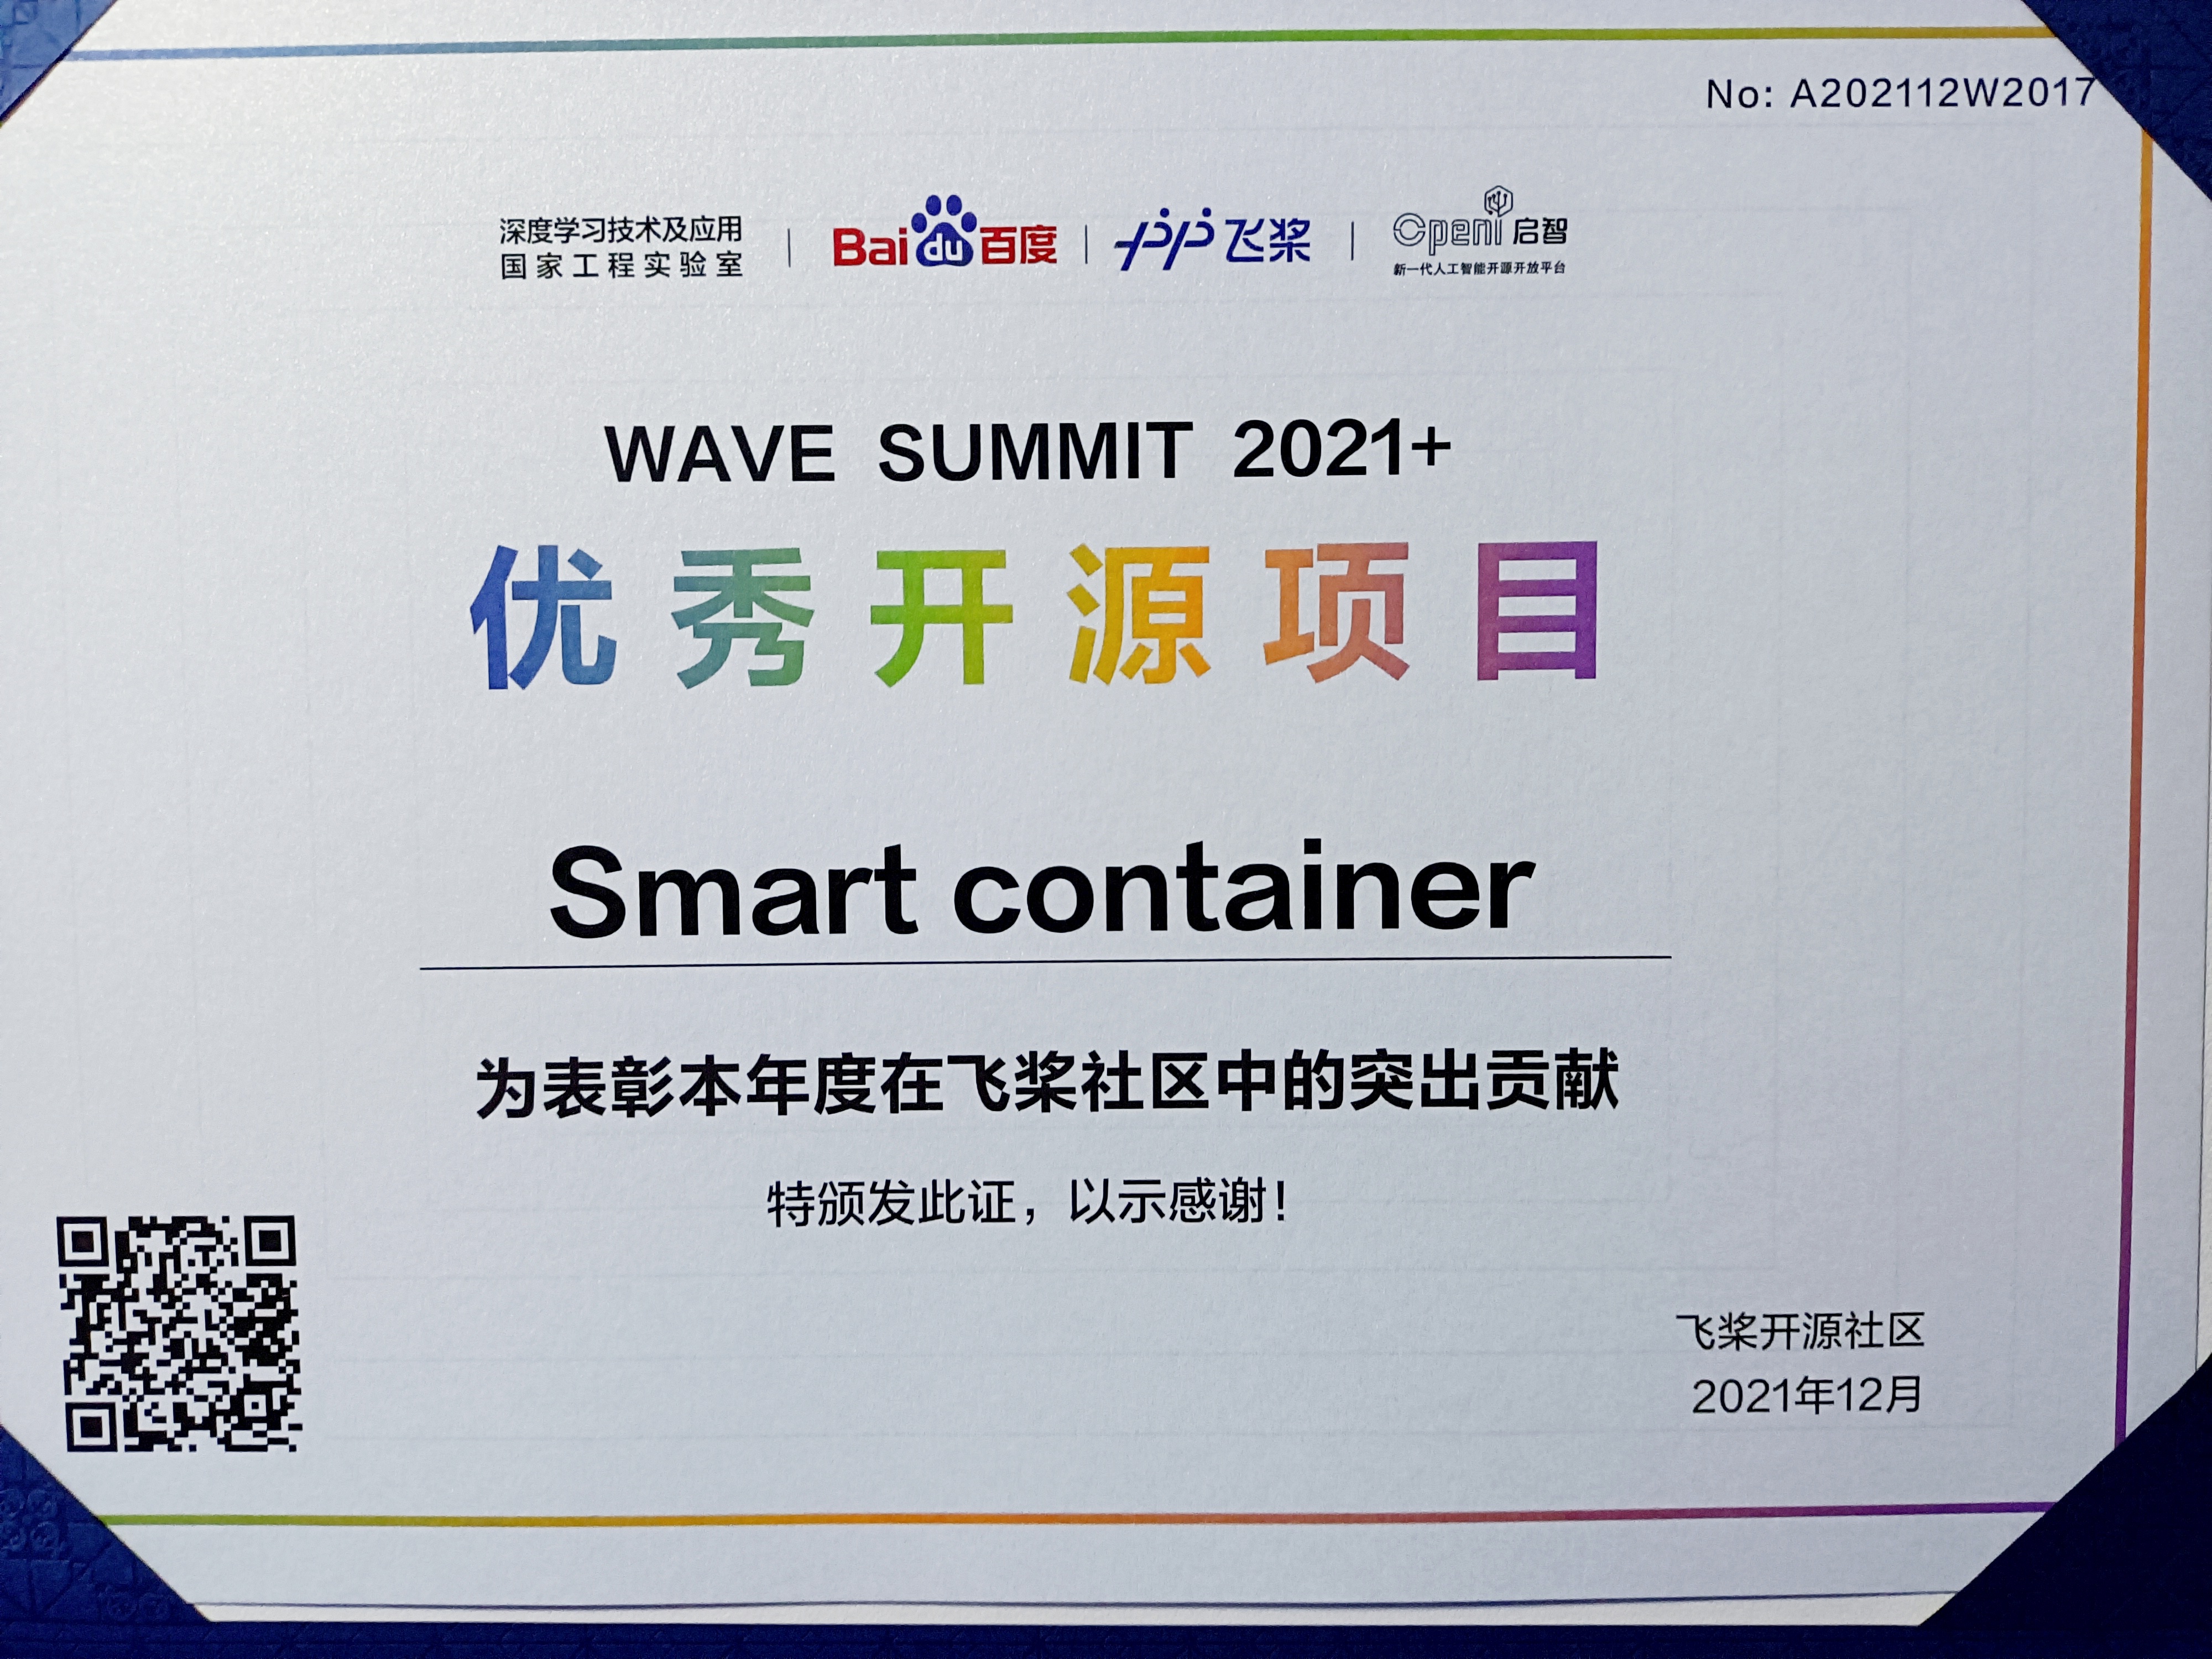 No: A202112W2017
深度学习技术及应用
国家工程实验室
Bai du 百度
飞桨
OpenI 启智
新一代人工智能开源开放平台
WAVE SUMMIT 2021+
优秀开源项目
Smart container
为表彰本年度在飞桨社区中的突出贡献
特颁发此证，以示感谢！
飞桨开源社区
2021年12月